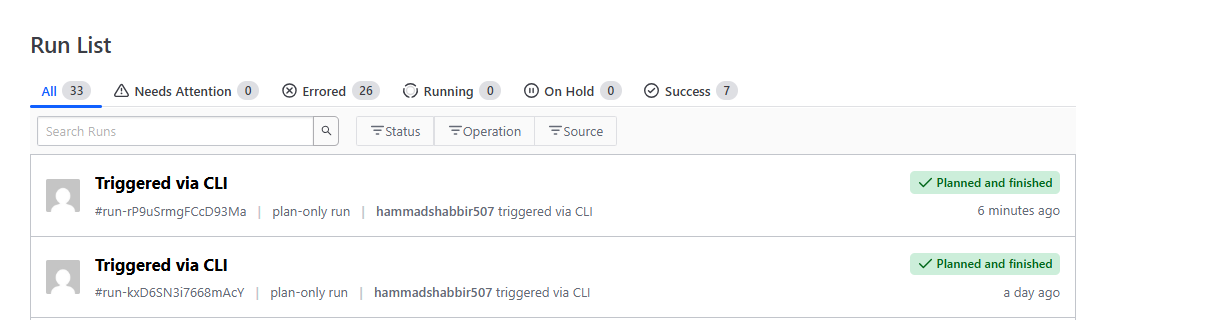 Run List
All 33 Needs Attention 0 Errored 26 Running 0 On Hold 0 Success 7
Search Runs Status Operation Source
Triggered via CLI Planned and finished
#run-rP9uSrmgFCcD93Ma | plan-only run | hammadshabbir507 triggered via CLI 6 minutes ago
Triggered via CLI Planned and finished
#run-kxD6SN3i7668mAcY | plan-only run | hammadshabbir507 triggered via CLI a day ago